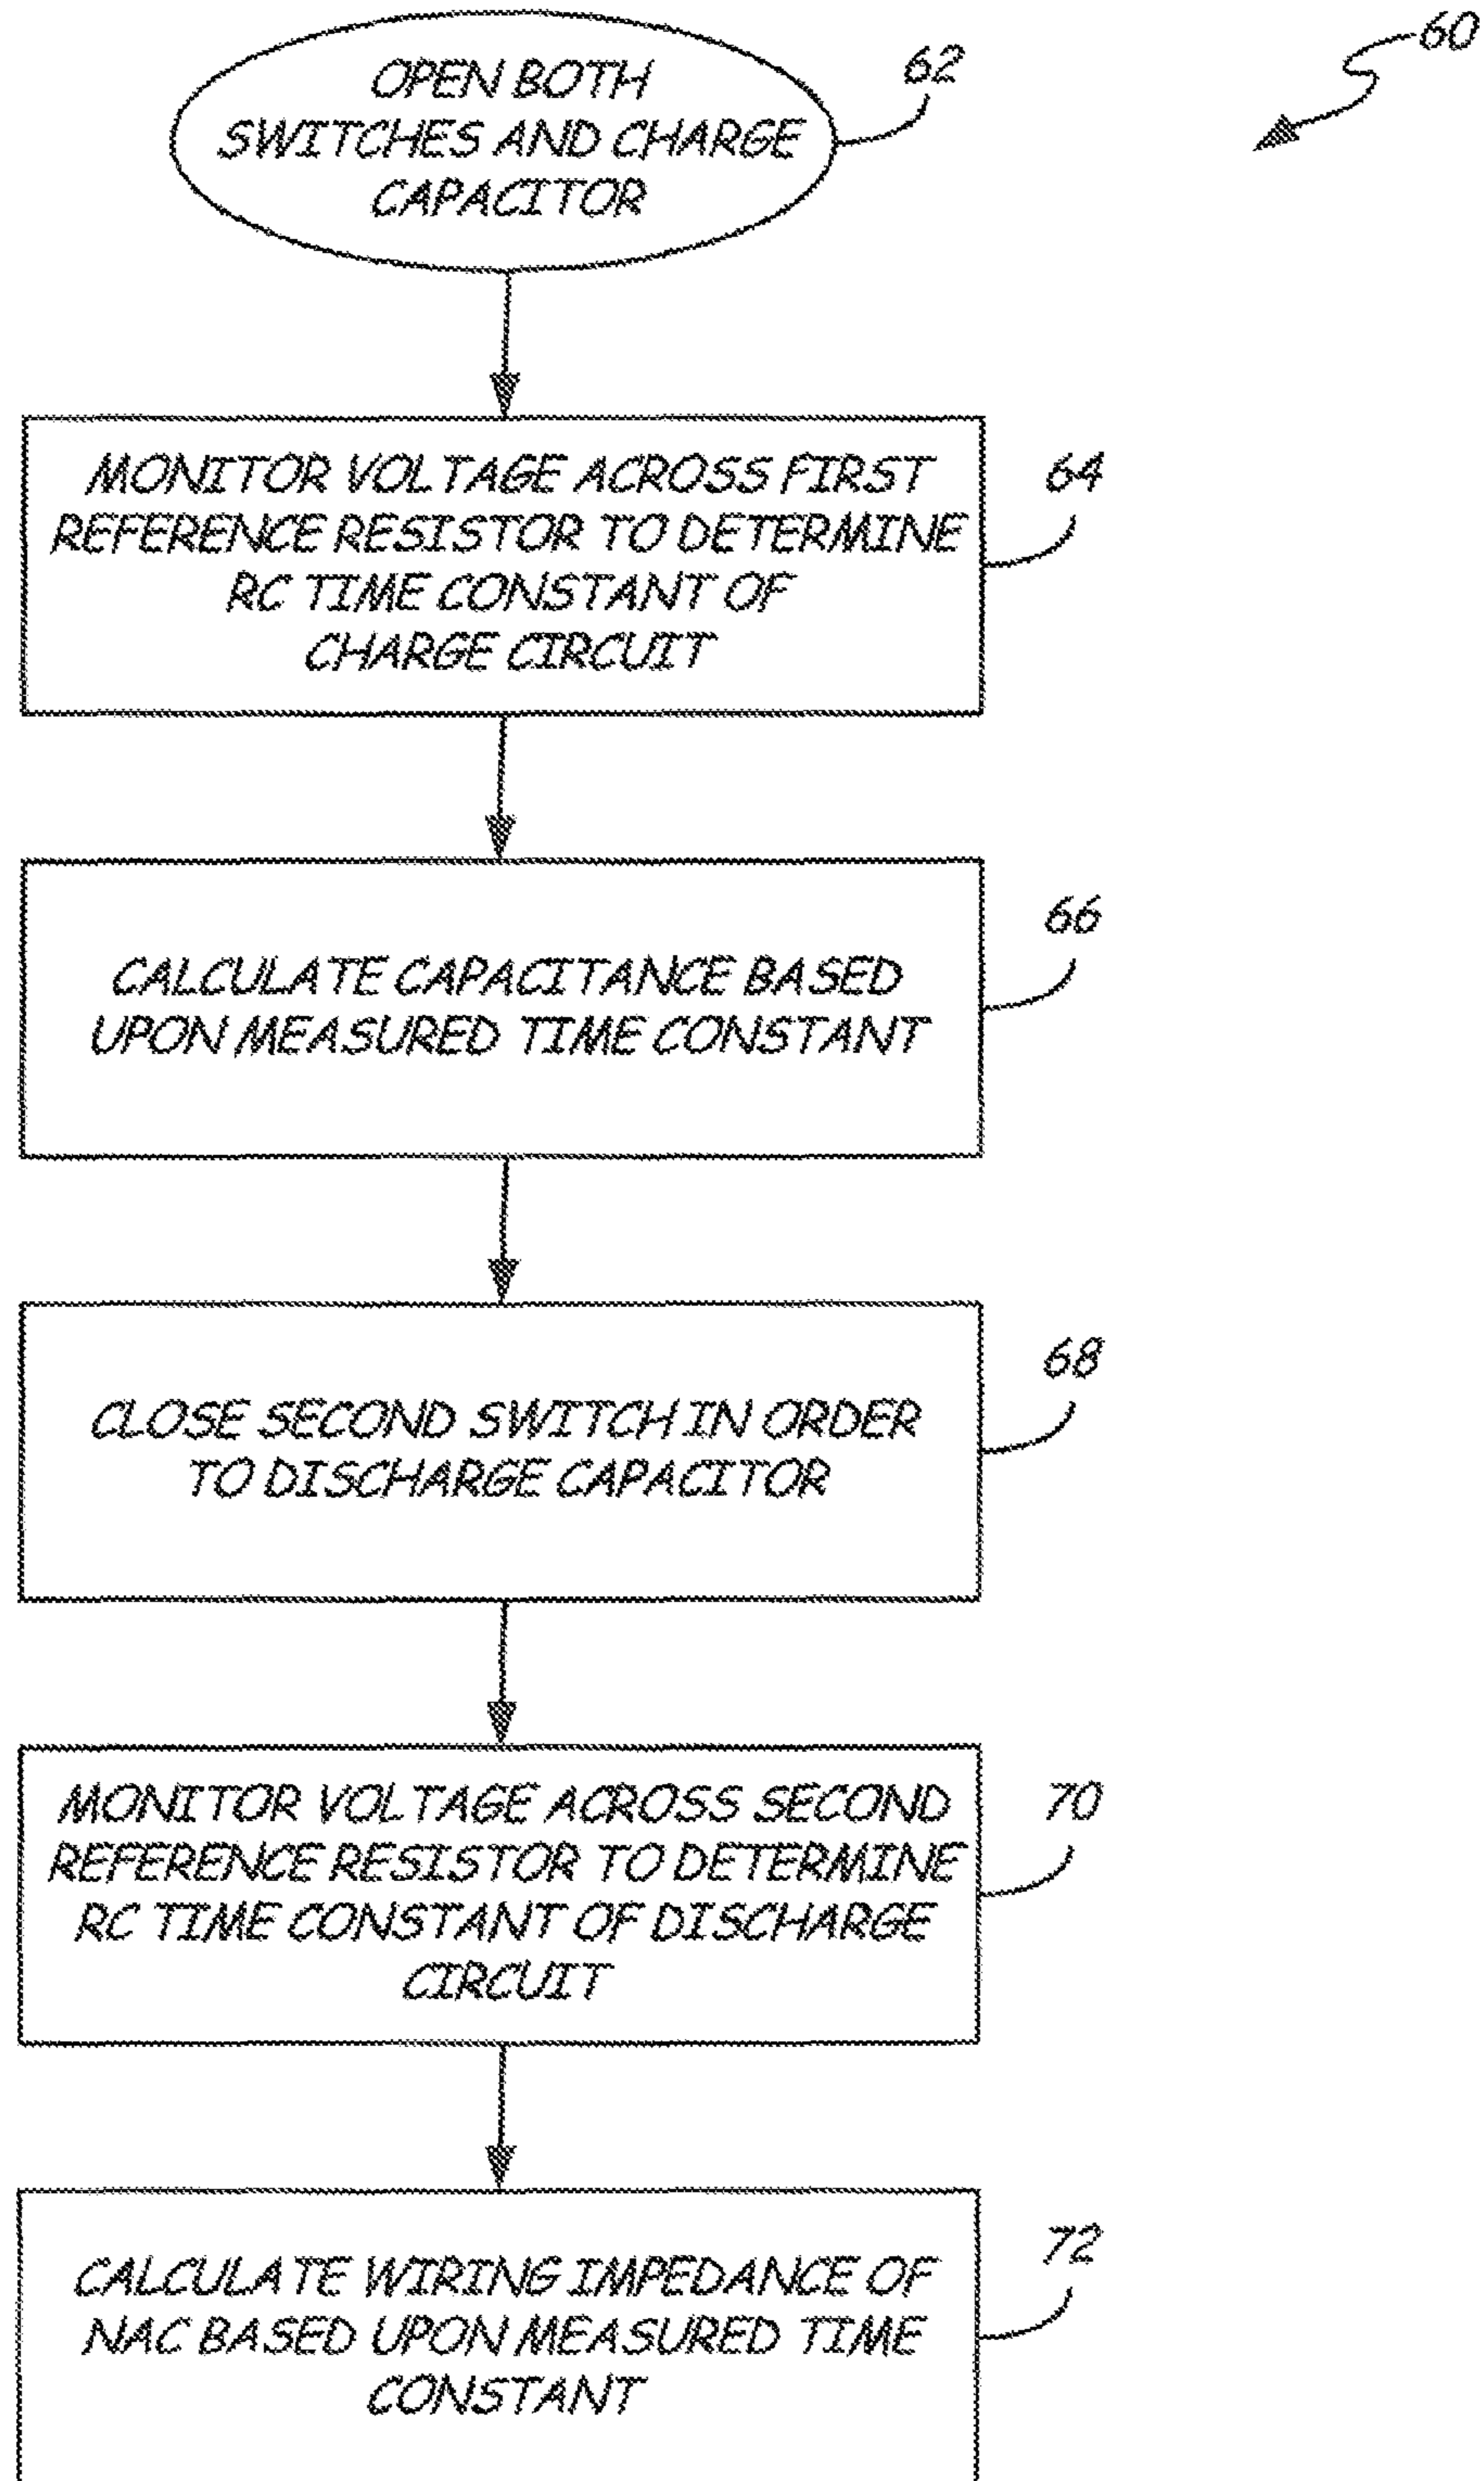 60
OPEN BOTH
SWITCHES AND CHARGE
CAPACITOR
62
MONITOR VOLTAGE ACROSS FIRST
REFERENCE RESISTOR TO DETERMINE
RC TIME CONSTANT OF
CHARGE CIRCUIT
64
CALCULATE CAPACITANCE BASED
UPON MEASURED TIME CONSTANT
66
CLOSE SECOND SWITCH IN ORDER
TO DISCHARGE CAPACITOR
68
MONITOR VOLTAGE ACROSS SECOND
REFERENCE RESISTOR TO DETERMINE
RC TIME CONSTANT OF DISCHARGE
CIRCUIT
70
CALCULATE WIRING IMPEDANCE OF
NAC BASED UPON MEASURED TIME
CONSTANT
72